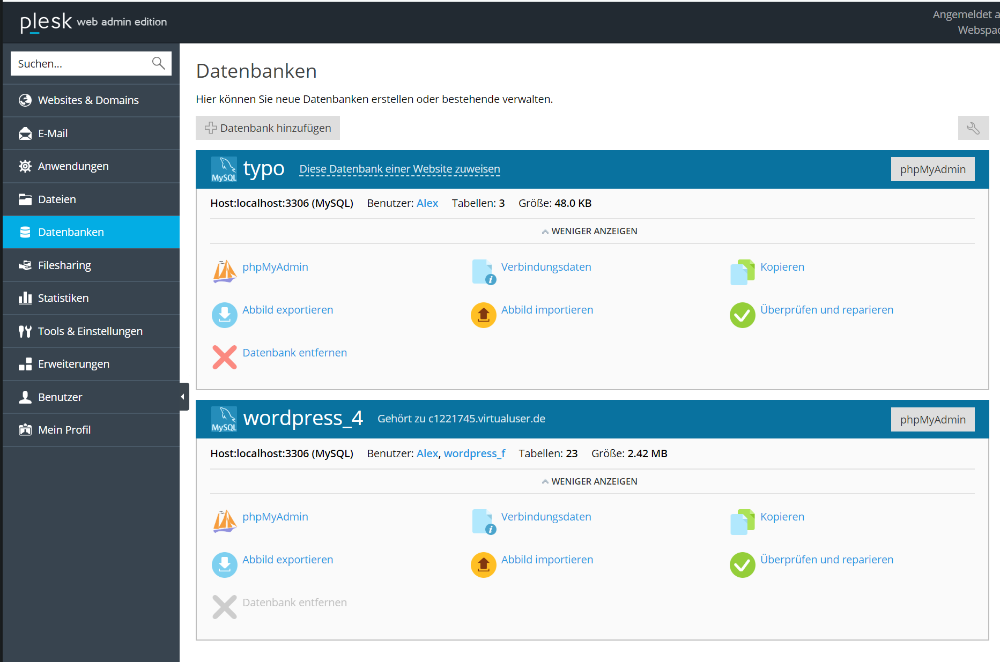 plesk web admin edition
Angemeldet a
Webspac
Suchen...
Websites & Domains
E-Mail
Anwendungen
Dateien
Datenbanken
Filesharing
Statistiken
Tools & Einstellungen
Erweiterungen
Benutzer
Mein Profil
Datenbanken
Hier können Sie neue Datenbanken erstellen oder bestehende verwalten.
Datenbank hinzufügen
MySQL typo Diese Datenbank einer Website zuweisen phpMyAdmin
Host:localhost:3306 (MySQL) Benutzer: Alex Tabellen: 3 Größe: 48.0 KB
WENIGER ANZEIGEN
phpMyAdmin Verbindungsdaten Kopieren
Abbild exportieren Abbild importieren Überprüfen und reparieren
Datenbank entfernen
MySQL wordpress_4 Gehört zu c1221745.virtualuser.de phpMyAdmin
Host:localhost:3306 (MySQL) Benutzer: Alex, wordpress_f Tabellen: 23 Größe: 2.42 MB
WENIGER ANZEIGEN
phpMyAdmin Verbindungsdaten Kopieren
Abbild exportieren Abbild importieren Überprüfen und reparieren
Datenbank entfernen